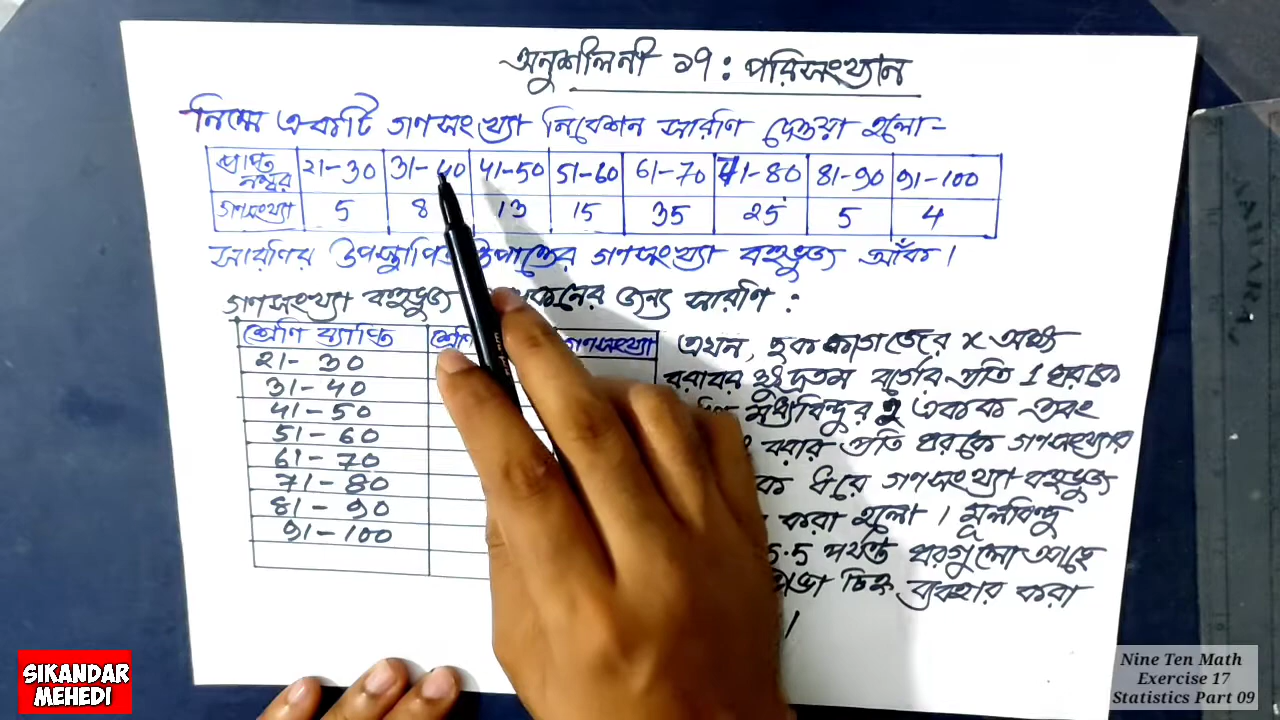 অনুশীলনী ১৭ : পরিসংখ্যান
নিম্নে একটি গণসংখ্যা নিবেশন সারণি দেওয়া হলো-
প্রাপ্ত নম্বর 21-30 31-40 41-50 51-60 61-70 71-80 81-90 91-100
গণসংখ্যা 5 8 13 15 35 25 5 4
সারণির উপস্থাপিত উপাত্তের গণসংখ্যা বহুভুজ আঁক।
গণসংখ্যা বহুভুজ জন্য সারণি :
শ্রেণি ব্যাপ্তি শ্রেণি গণসংখ্যা
21-30
31-40
41-50
51-60
61-70
71-80
81-90
91-100
এখন, ছক কাগজের x অক্ষ
বরাবর ক্ষুদ্রতম বর্গের প্রতি 1 ঘরকে
মধ্যবিন্দুর 2 একক এবং
বরাবর প্রতি ঘরকে গণসংখ্যার
ধরে গণসংখ্যা বহুভুজ
করা হলো। মূলবিন্দু
5.5 পর্যন্ত ঘরগুলো আছে
চিহ্ন ব্যবহার করা
।
SIKANDAR
MEHEDI
Nine Ten Math
Exercise 17
Statistics Part 09